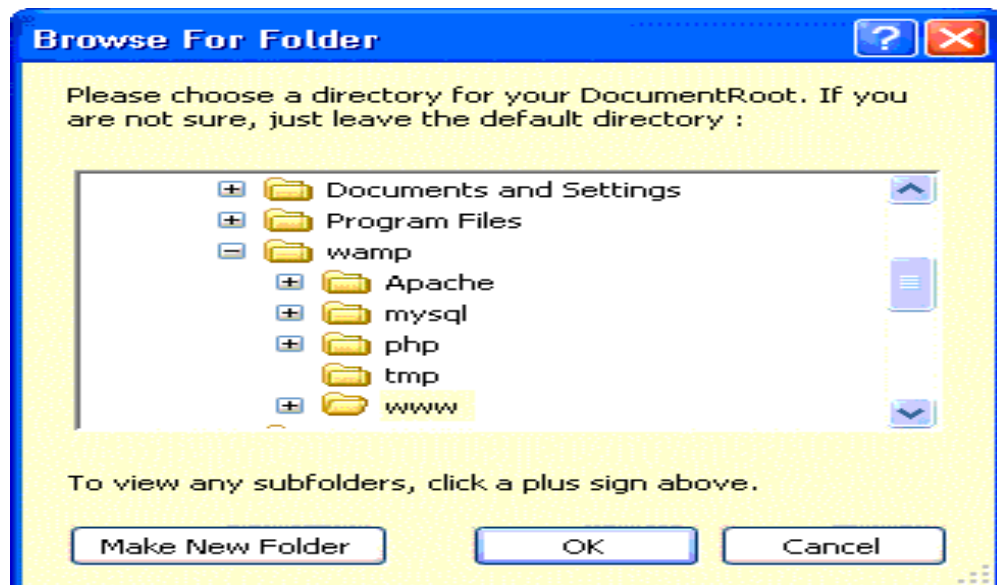 Browse For Folder
Please choose a directory for your DocumentRoot. If you
are not sure, just leave the default directory :
Documents and Settings
Program Files
wamp
Apache
mysql
php
tmp
www
To view any subfolders, click a plus sign above.
Make New Folder
OK
Cancel